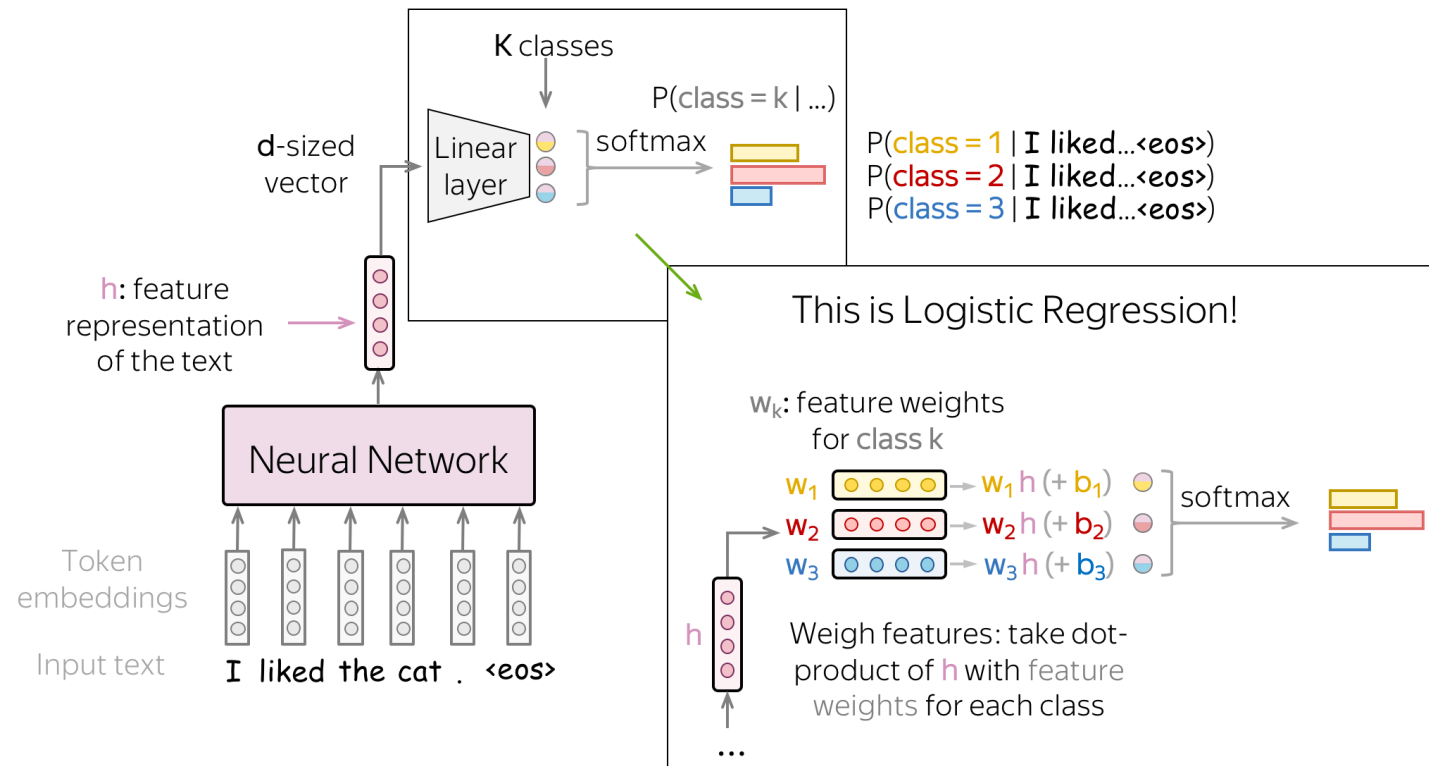 K classes
P(class = k | ...)
Linear
layer
softmax
d-sized
vector
P(class = 1 | I liked...<eos>)
P(class = 2 | I liked...<eos>)
P(class = 3 | I liked...<eos>)
h: feature
representation
of the text
Neural Network
Token
embeddings
Input text
I liked the cat . <eos>
This is Logistic Regression!
wₖ: feature weights
for class k
w₁ w₁ h (+ b₁)
w₂ w₂ h (+ b₂)
w₃ w₃ h (+ b₃)
softmax
h
Weigh features: take dot-
product of h with feature
weights for each class
...